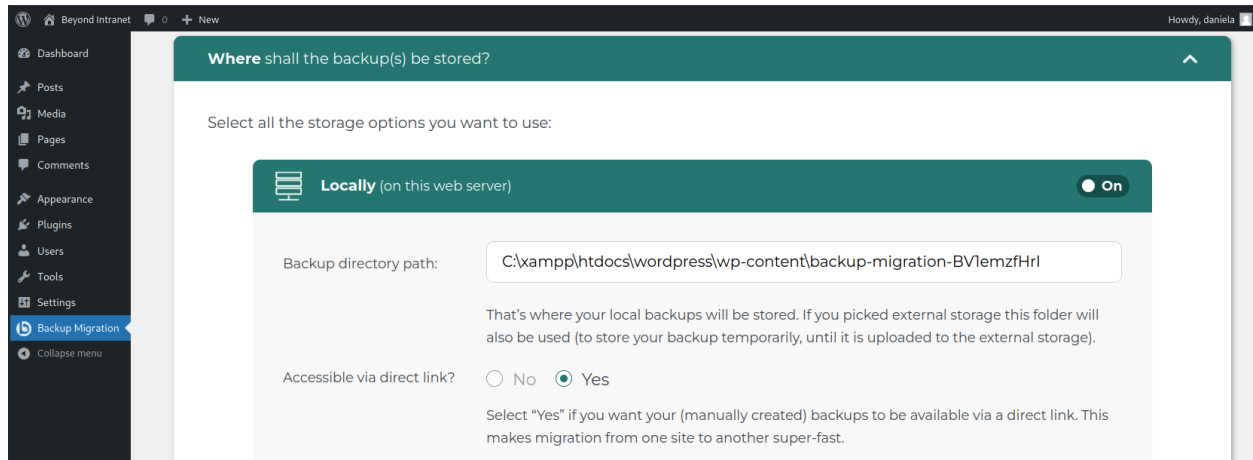 Beyond Intranet 0 + New Howdy, daniela
Dashboard
Posts
Media
Pages
Comments
Appearance
Plugins
Users
Tools
Settings
Backup Migration
Collapse menu
Where shall the backup(s) be stored?
Select all the storage options you want to use:
Locally (on this web server) On
Backup directory path: C:\xampp\htdocs\wordpress\wp-content\backup-migration-BV1emzfHrI
That's where your local backups will be stored. If you picked external storage this folder will
also be used (to store your backup temporarily, until it is uploaded to the external storage).
Accessible via direct link? No Yes
Select “Yes” if you want your (manually created) backups to be available via a direct link. This
makes migration from one site to another super-fast.